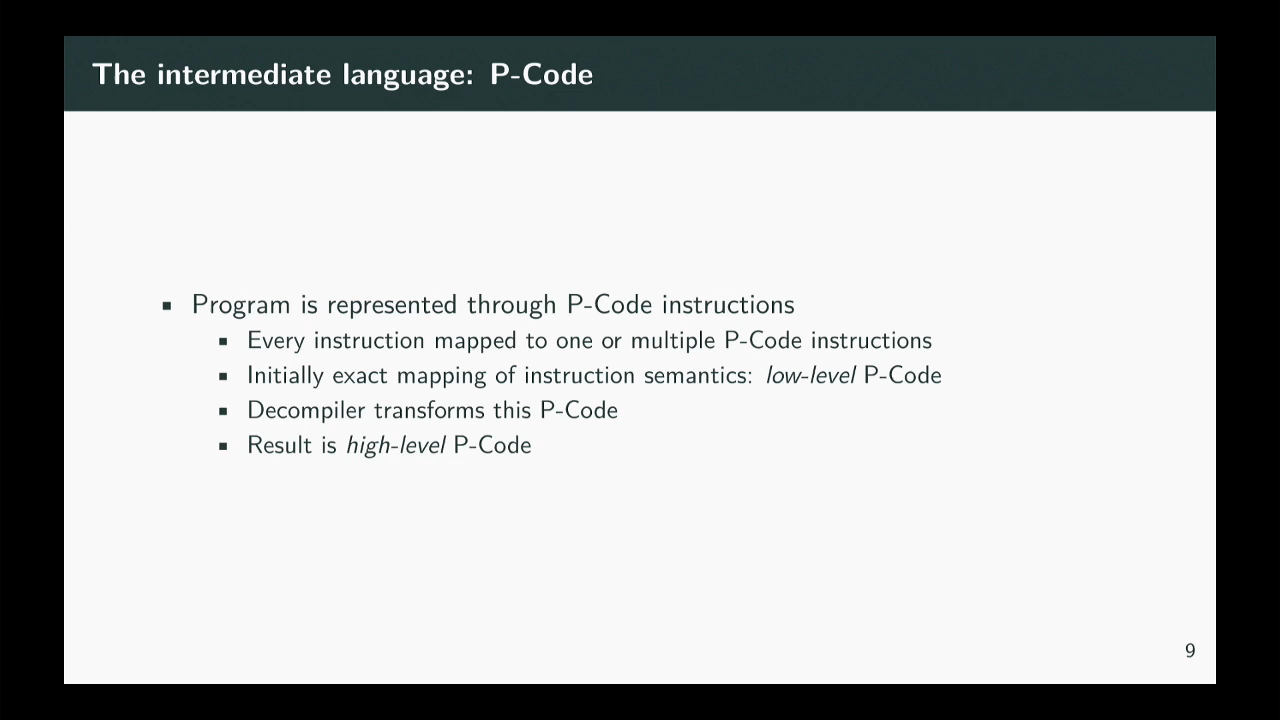 The intermediate language: P-Code
▪ Program is represented through P-Code instructions
▪ Every instruction mapped to one or multiple P-Code instructions
▪ Initially exact mapping of instruction semantics: low-level P-Code
▪ Decompiler transforms this P-Code
▪ Result is high-level P-Code
9